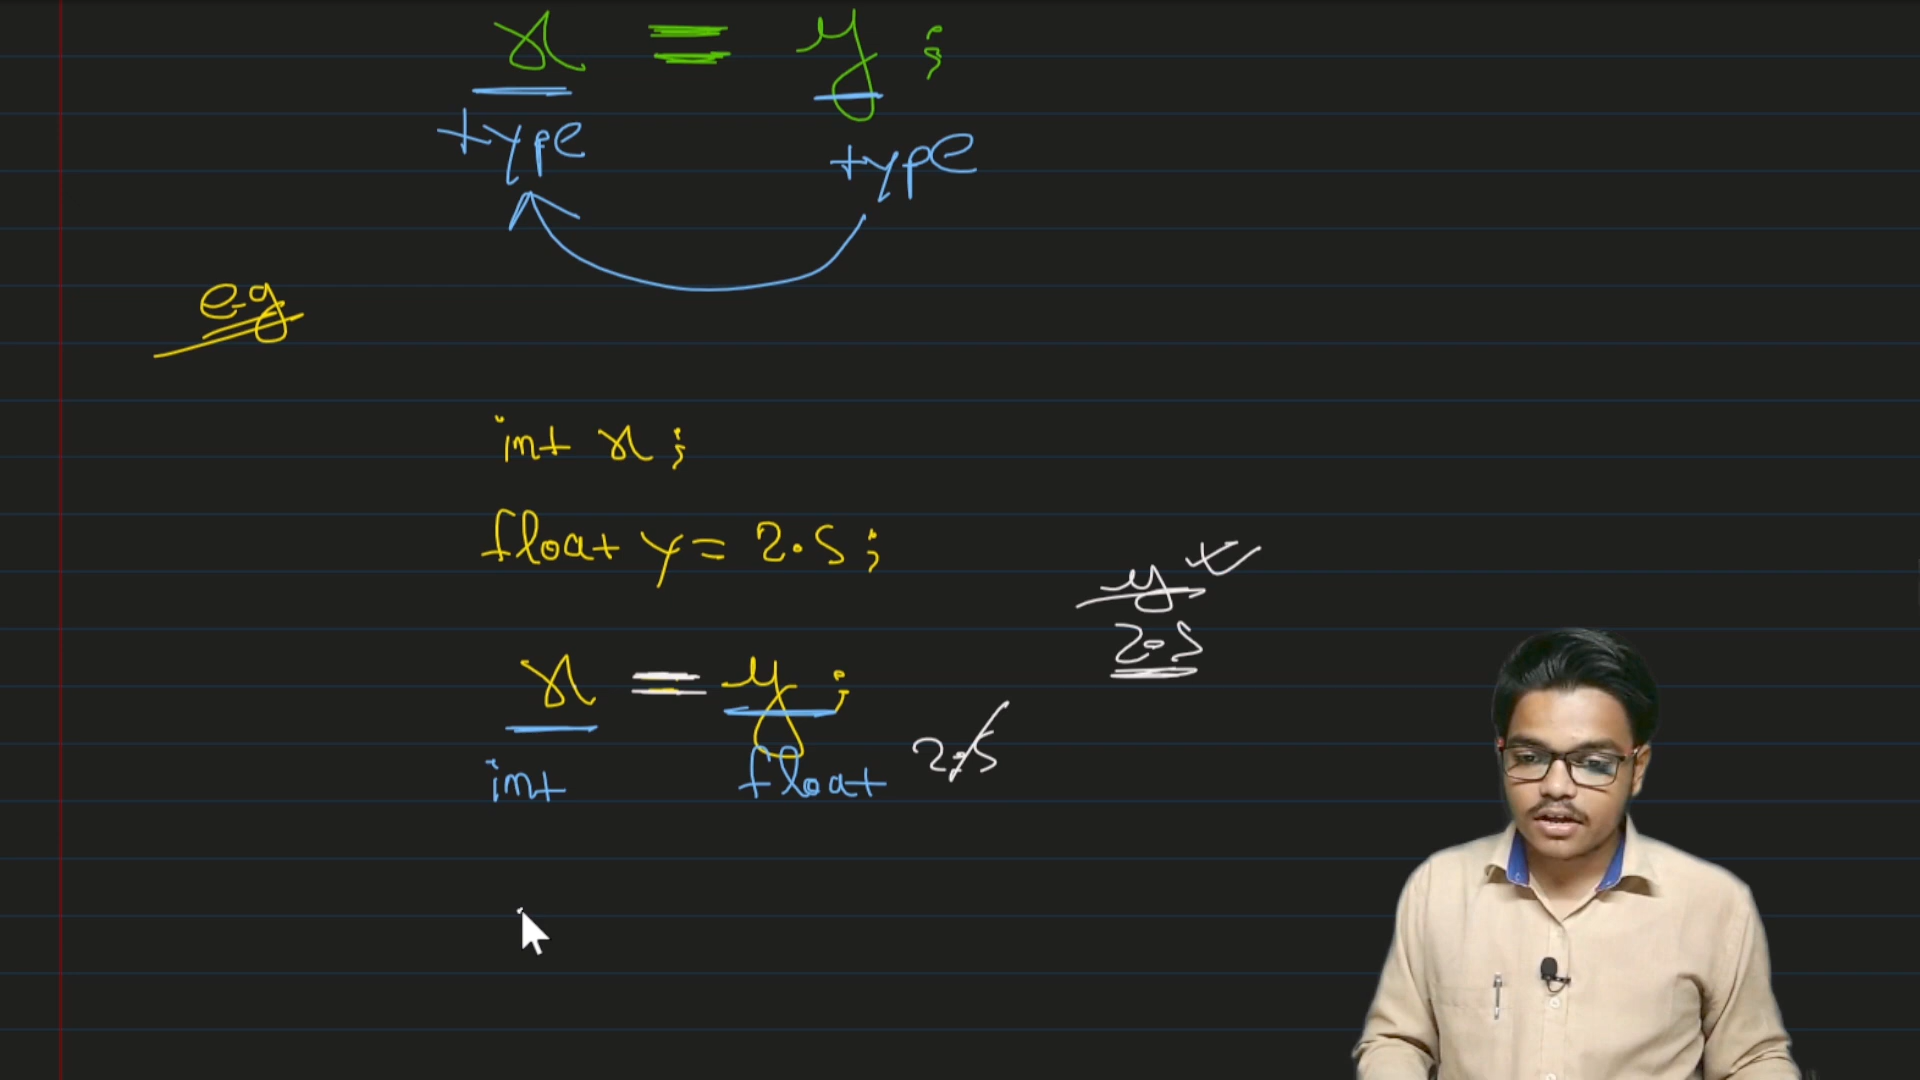 x = y ;
type type
e.g
int x ;
float y = 2.5 ;
y
2.5
x = y ;
int float 2.5